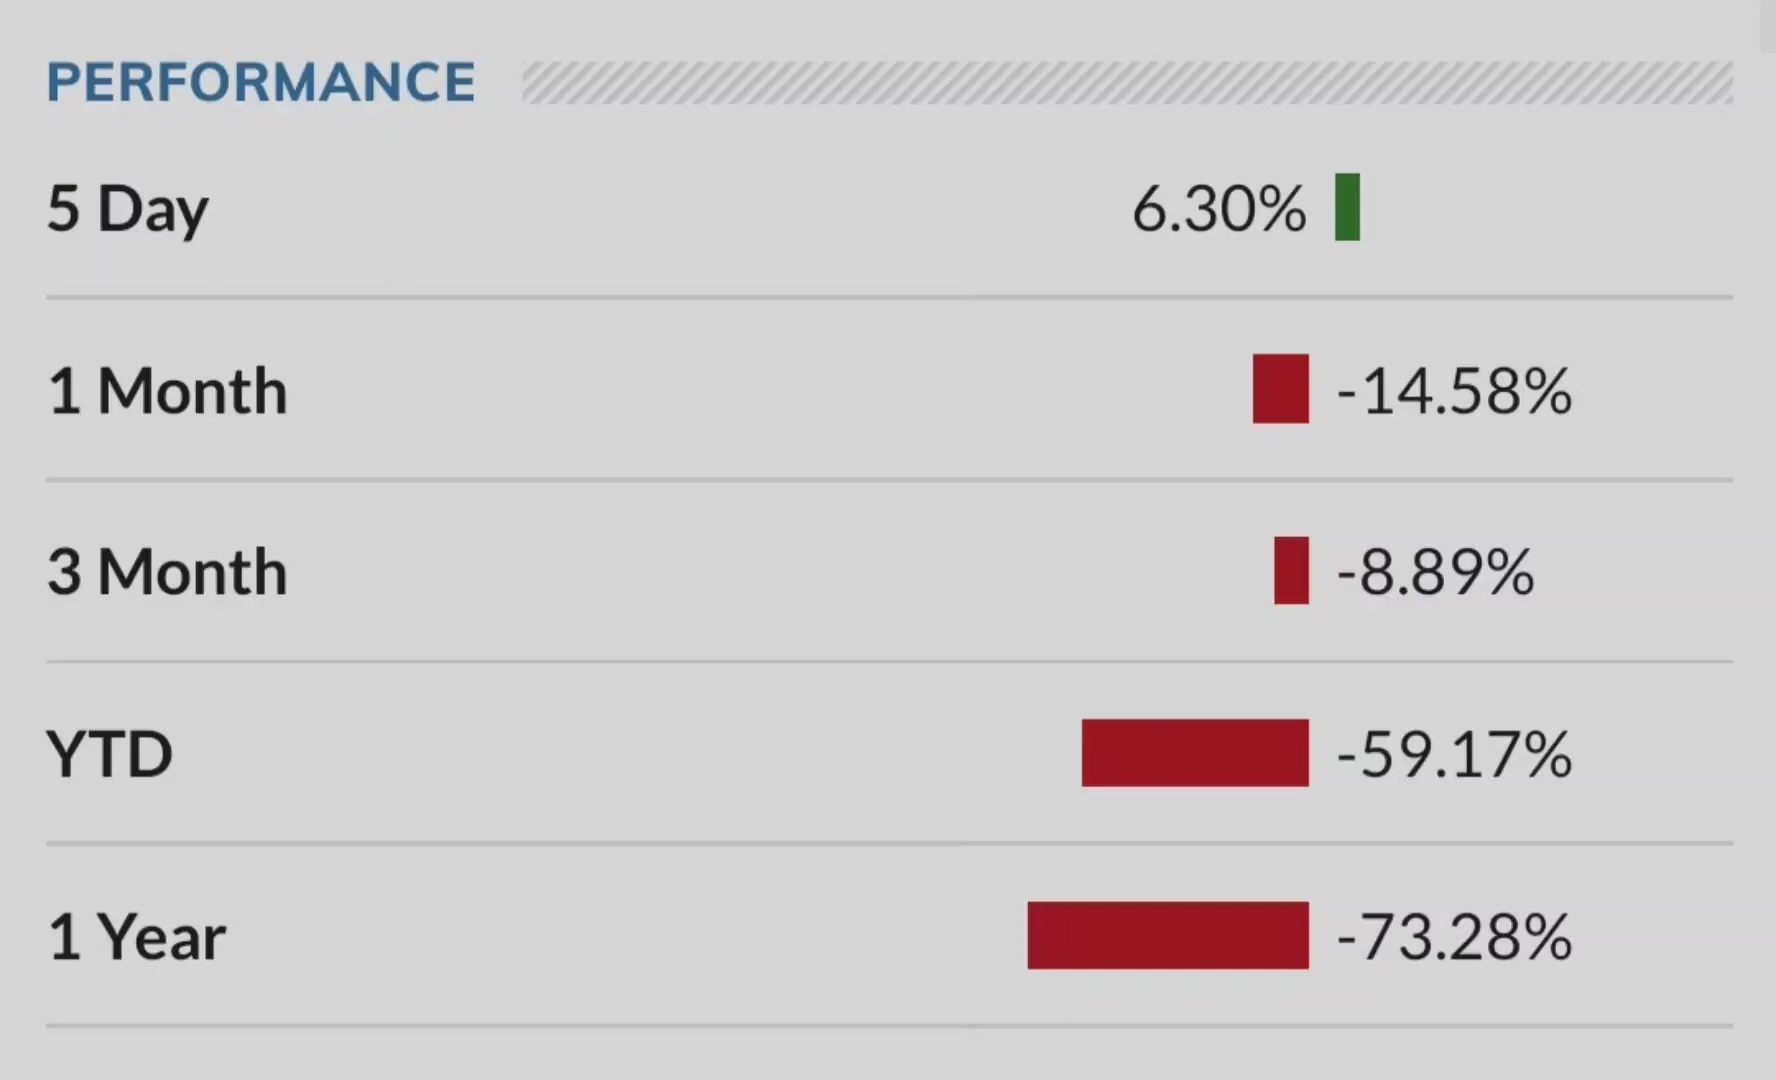 PERFORMANCE
5 Day 6.30%
1 Month -14.58%
3 Month -8.89%
YTD -59.17%
1 Year -73.28%